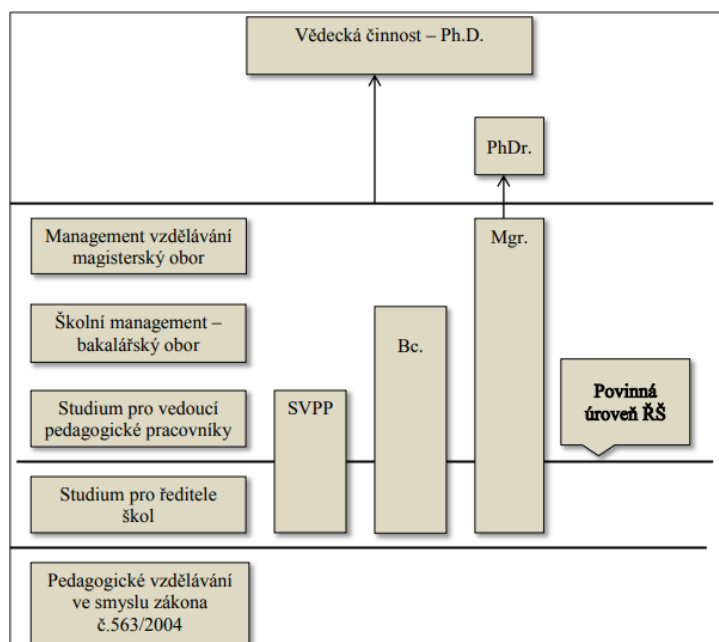 Vědecká činnost – Ph.D.
PhDr.
Management vzdělávání
magisterský obor
Mgr.
Školní management –
bakalářský obor
Bc.
Studium pro vedoucí
pedagogické pracovníky
SVPP
Povinná
úroveň ŘŠ
Studium pro ředitele
škol
Pedagogické vzdělávání
ve smyslu zákona
č.563/2004